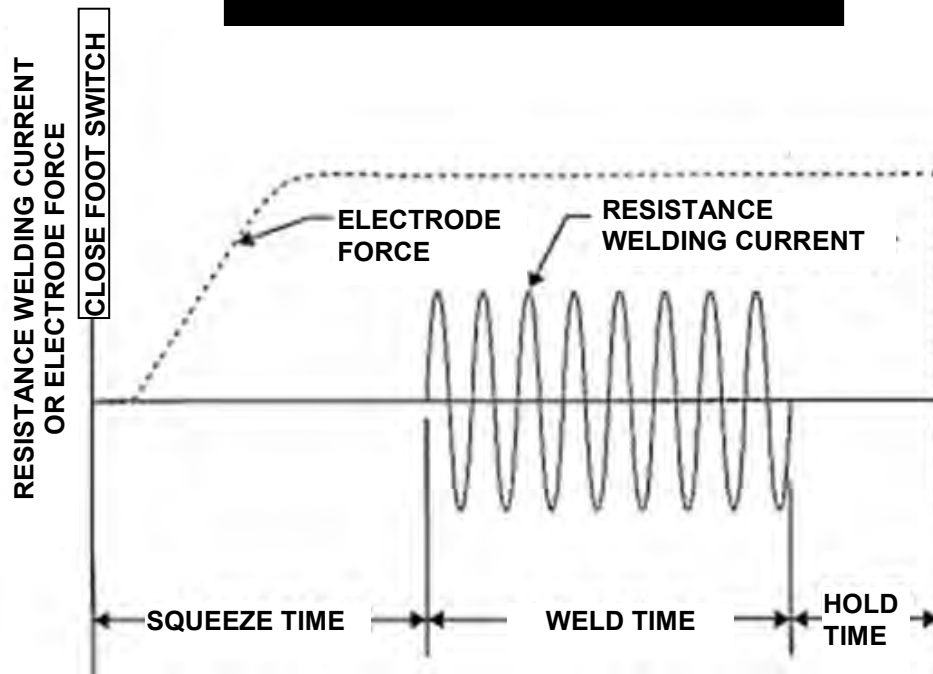 RESISTANCE WELDING CURRENT
OR ELECTRODE FORCE
CLOSE FOOT SWITCH
ELECTRODE
FORCE
RESISTANCE
WELDING CURRENT
SQUEEZE TIME
WELD TIME
HOLD
TIME